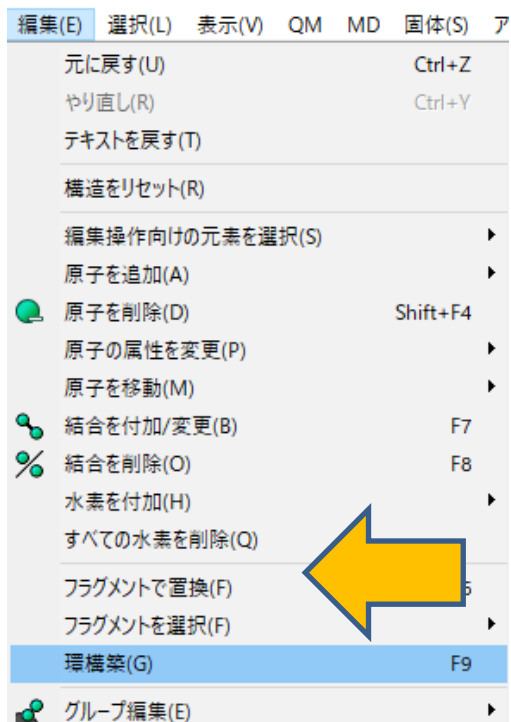 編集(E) 選択(L) 表示(V) QM MD 固体(S) ア
元に戻す(U) Ctrl+Z
やり直し(R) Ctrl+Y
テキストを戻す(T)
構造をリセット(R)
編集操作向けの元素を選択(S)
原子を追加(A)
原子を削除(D) Shift+F4
原子の属性を変更(P)
原子を移動(M)
結合を付加/変更(B) F7
結合を削除(O) F8
水素を付加(H)
すべての水素を削除(Q)
フラグメントで置換(F)
フラグメントを選択(F)
環構築(G) F9
グループ編集(E)